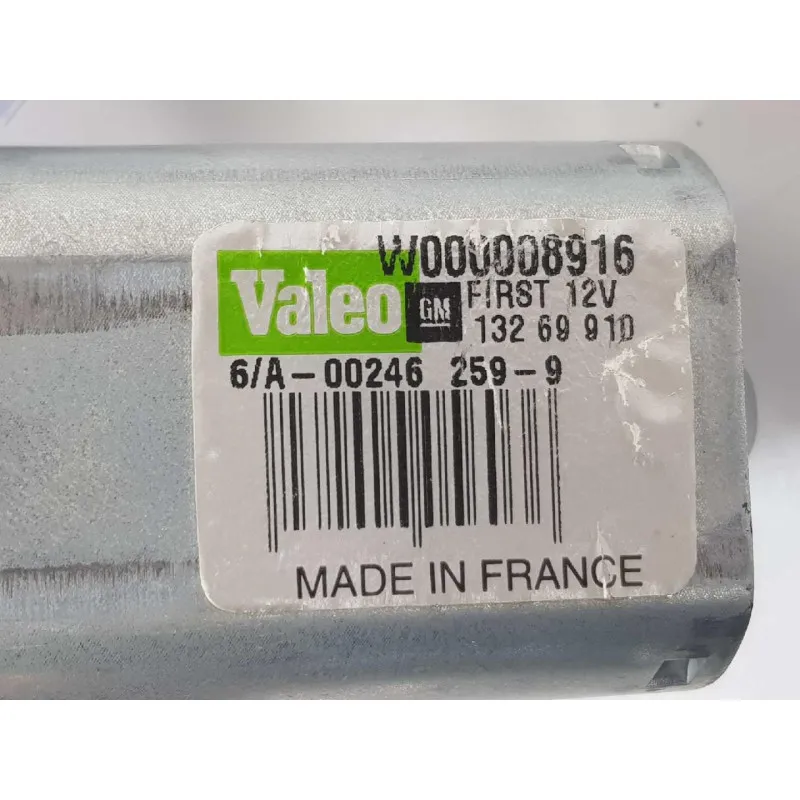 W000008916
Valeo GM FIRST 12V
132 69 910
6/A-00246 259-9
MADE IN FRANCE